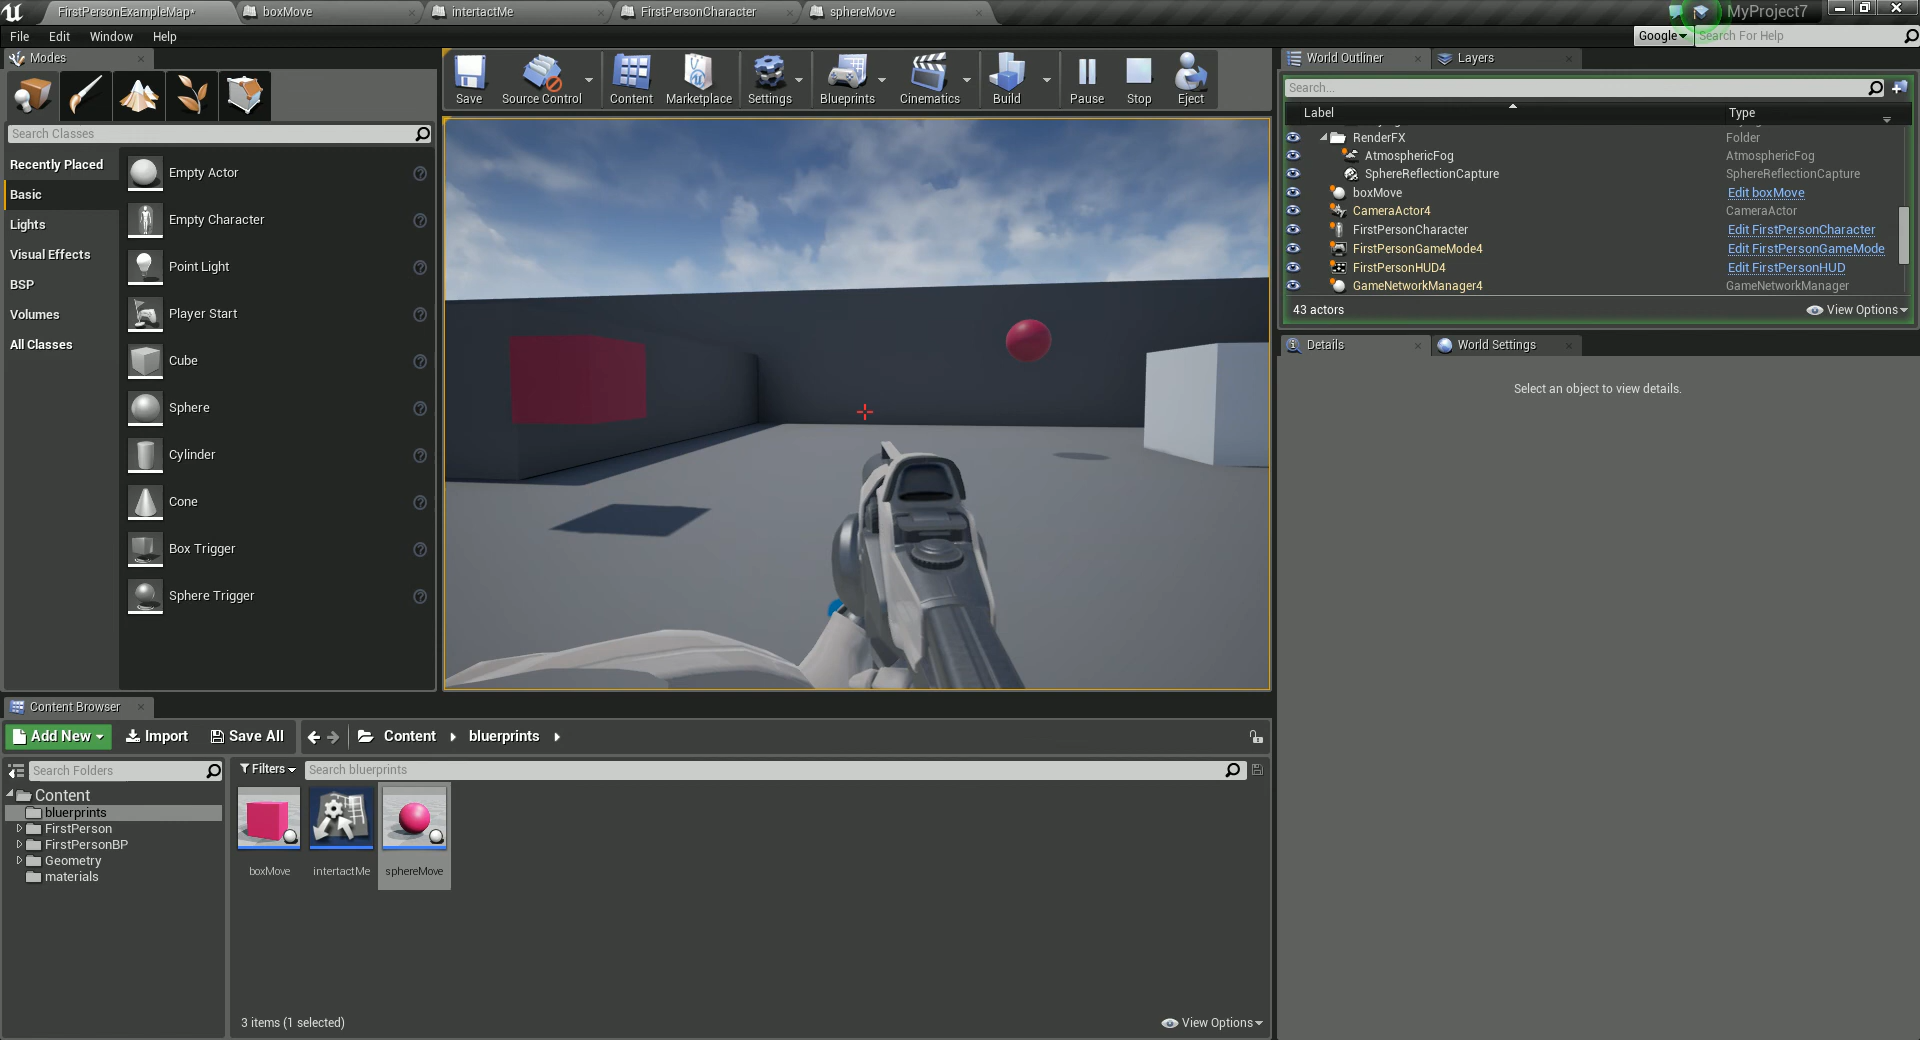 FirstPersonExampleMap*
boxMove
intertactMe
FirstPersonCharacter
sphereMove
MyProject7
File Edit Window Help
Google
Search For Help
Modes
Search Classes
Recently Placed
Basic
Lights
Visual Effects
BSP
Volumes
All Classes
Empty Actor
Empty Character
Point Light
Player Start
Cube
Sphere
Cylinder
Cone
Box Trigger
Sphere Trigger
Save
Source Control
Content
Marketplace
Settings
Blueprints
Cinematics
Build
Pause
Stop
Eject
World Outliner
Layers
Search...
Label Type
RenderFX Folder
AtmosphericFog AtmosphericFog
SphereReflectionCapture SphereReflectionCapture
boxMove Edit boxMove
CameraActor4 CameraActor
FirstPersonCharacter Edit FirstPersonCharacter
FirstPersonGameMode4 Edit FirstPersonGameMode
FirstPersonHUD4 Edit FirstPersonHUD
GameNetworkManager4 GameNetworkManager
43 actors
View Options
Details
World Settings
Select an object to view details.
Content Browser
Add New
Import
Save All
Content
bluerprints
Search Folders
Content
bluerprints
FirstPerson
FirstPersonBP
Geometry
materials
Filters
Search bluerprints
boxMove
intertactMe
sphereMove
3 items (1 selected)
View Options